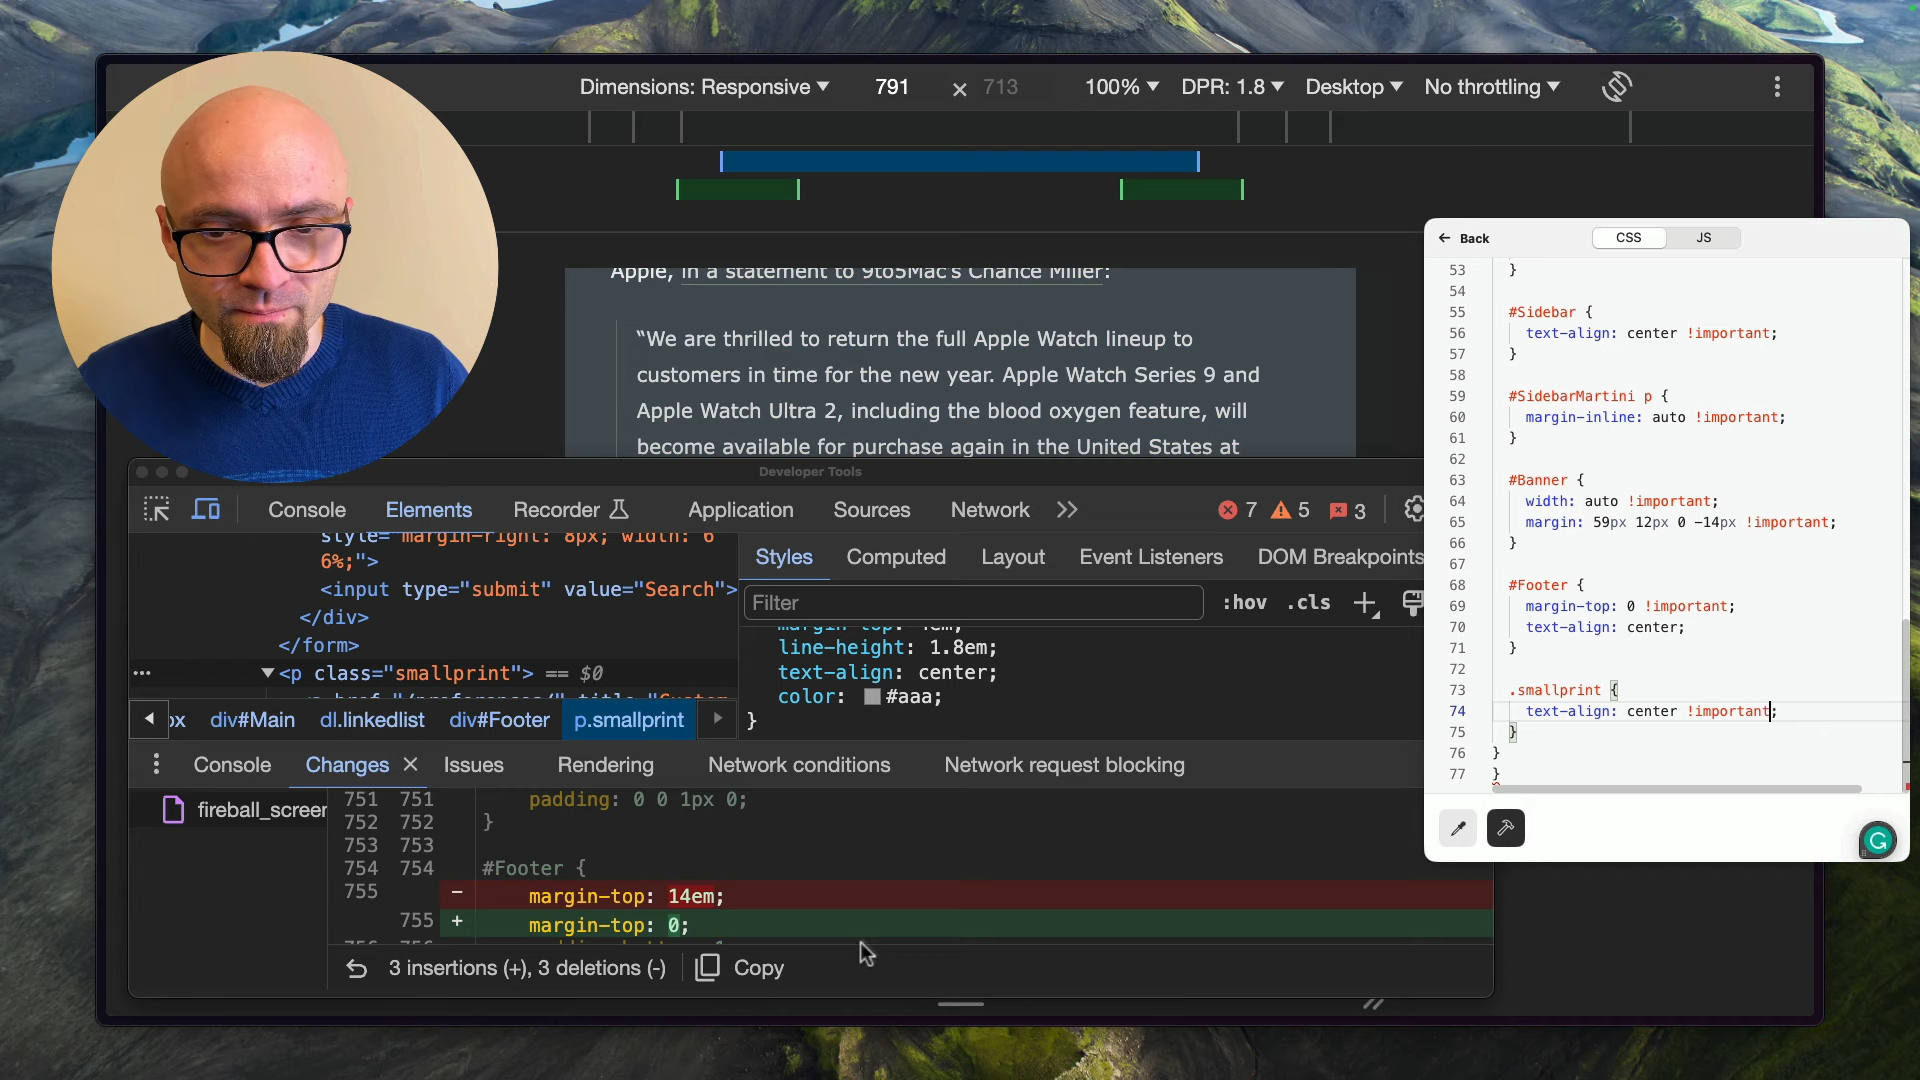 Dimensions: Responsive 791 × 713 100% DPR: 1.8 Desktop No throttling
Apple, in a statement to 9to5Mac's Chance Miller:
“We are thrilled to return the full Apple Watch lineup to
customers in time for the new year. Apple Watch Series 9 and
Apple Watch Ultra 2, including the blood oxygen feature, will
become available for purchase again in the United States at
Developer Tools
Console Elements Recorder Application Sources Network 7 5 3
style="margin-right: 8px; width: 6
6%;">
<input type="submit" value="Search">
</div>
</form>
<p class="smallprint"> == $0
px div#Main dl.linkedlist div#Footer p.smallprint
Styles Computed Layout Event Listeners DOM Breakpoints
Filter :hov .cls
line-height: 1.8em;
text-align: center;
color: #aaa;
}
Console Changes Issues Rendering Network conditions Network request blocking
fireball_screen
751 751 padding: 0 0 1px 0;
752 752 }
753 753
754 754 #Footer {
755 - margin-top: 14em;
755 + margin-top: 0;
3 insertions (+), 3 deletions (-) Copy
Back CSS JS
53 }
54
55 #Sidebar {
56 text-align: center !important;
57 }
58
59 #SidebarMartini p {
60 margin-inline: auto !important;
61 }
62
63 #Banner {
64 width: auto !important;
65 margin: 59px 12px 0 -14px !important;
66 }
67
68 #Footer {
69 margin-top: 0 !important;
70 text-align: center;
71 }
72
73 .smallprint {
74 text-align: center !important;
75 }
76 }
77 }